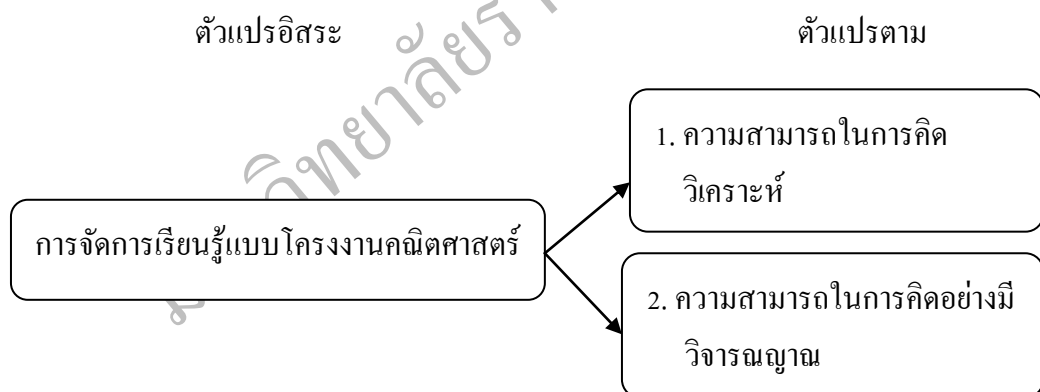 ตัวแปรอิสระ
ตัวแปรตาม
1. ความสามารถในการคิด
วิเคราะห์
การจัดการเรียนรู้แบบโครงงานคณิตศาสตร์
2. ความสามารถในการคิดอย่างมี
วิจารณญาณ